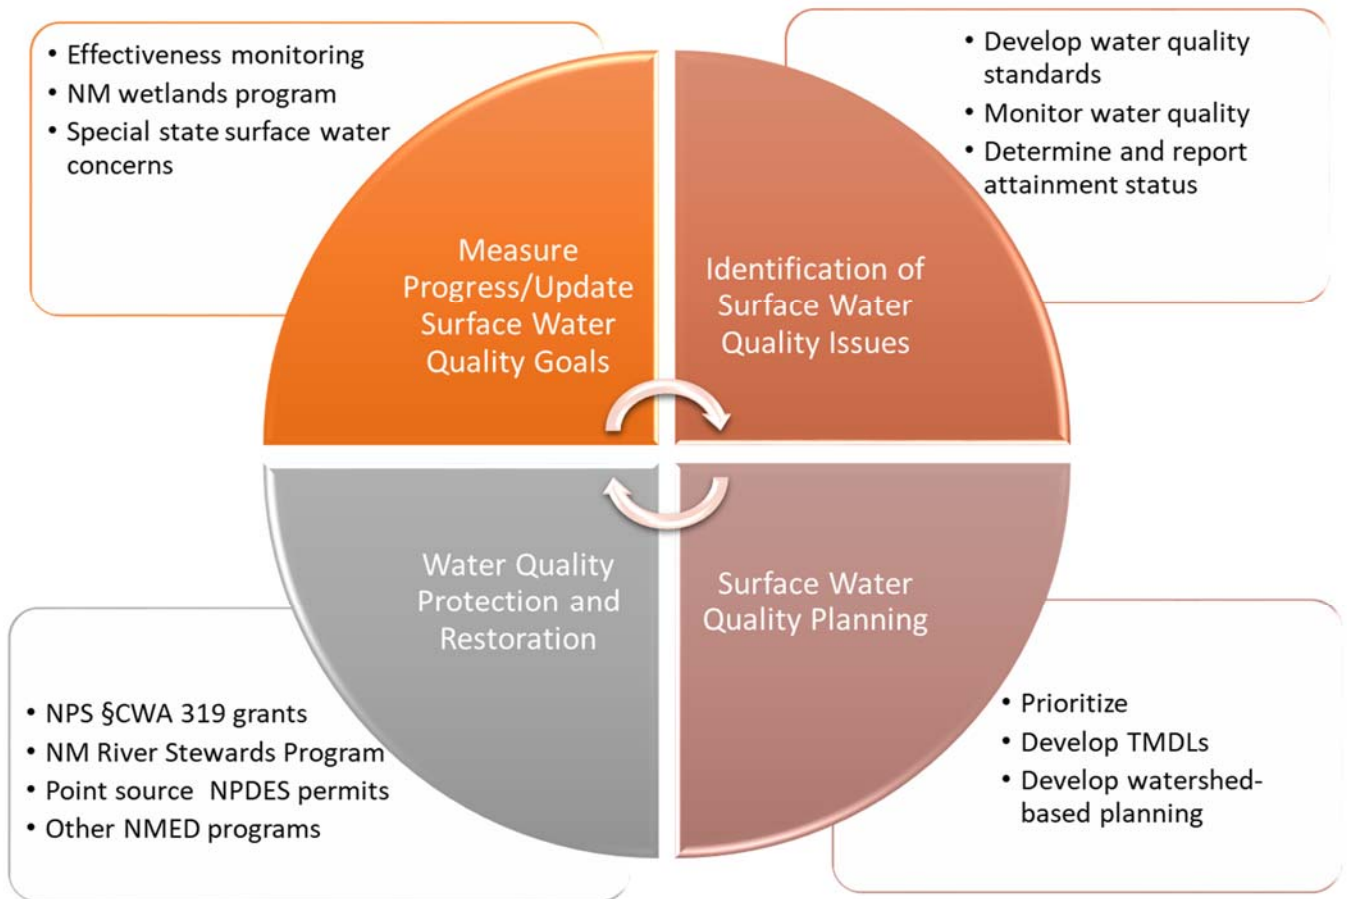 • Effectiveness monitoring
• NM wetlands program
• Special state surface water
concerns
• Develop water quality
standards
• Monitor water quality
• Determine and report
attainment status
Measure
Progress/Update
Surface Water
Quality Goals
Identification of
Surface Water
Quality Issues
Water Quality
Protection and
Restoration
Surface Water
Quality Planning
• NPS §CWA 319 grants
• NM River Stewards Program
• Point source  NPDES permits
• Other NMED programs
• Prioritize
• Develop TMDLs
• Develop watershed-
based planning